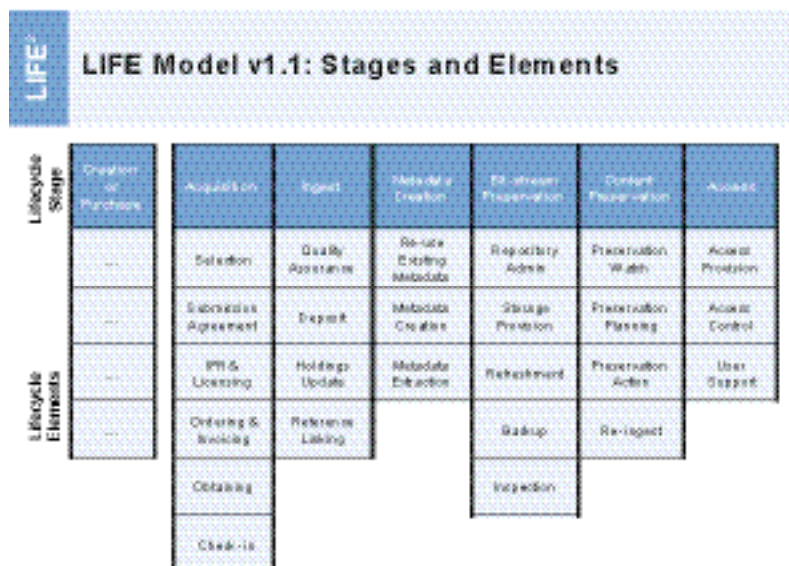 LIFE²
LIFE Model v1.1: Stages and Elements
Lifecycle
Stage
Creation
or
Purchase
Acquisition
Ingest
Metadata
Creation
Bit-stream
Preservation
Content
Preservation
Access
...
Selection
Quality
Assurance
Re-use
Existing
Metadata
Repository
Admin
Preservation
Watch
Access
Provision
...
Submission
Agreement
Deposit
Metadata
Creation
Storage
Provision
Preservation
Planning
Access
Control
Lifecycle
Elements
...
IPR &
Licensing
Holdings
Update
Metadata
Extraction
Refreshment
Preservation
Action
User
Support
...
Ordering &
Invoicing
Reference
Linking
Backup
Re-ingest
Obtaining
Inspection
Check-in